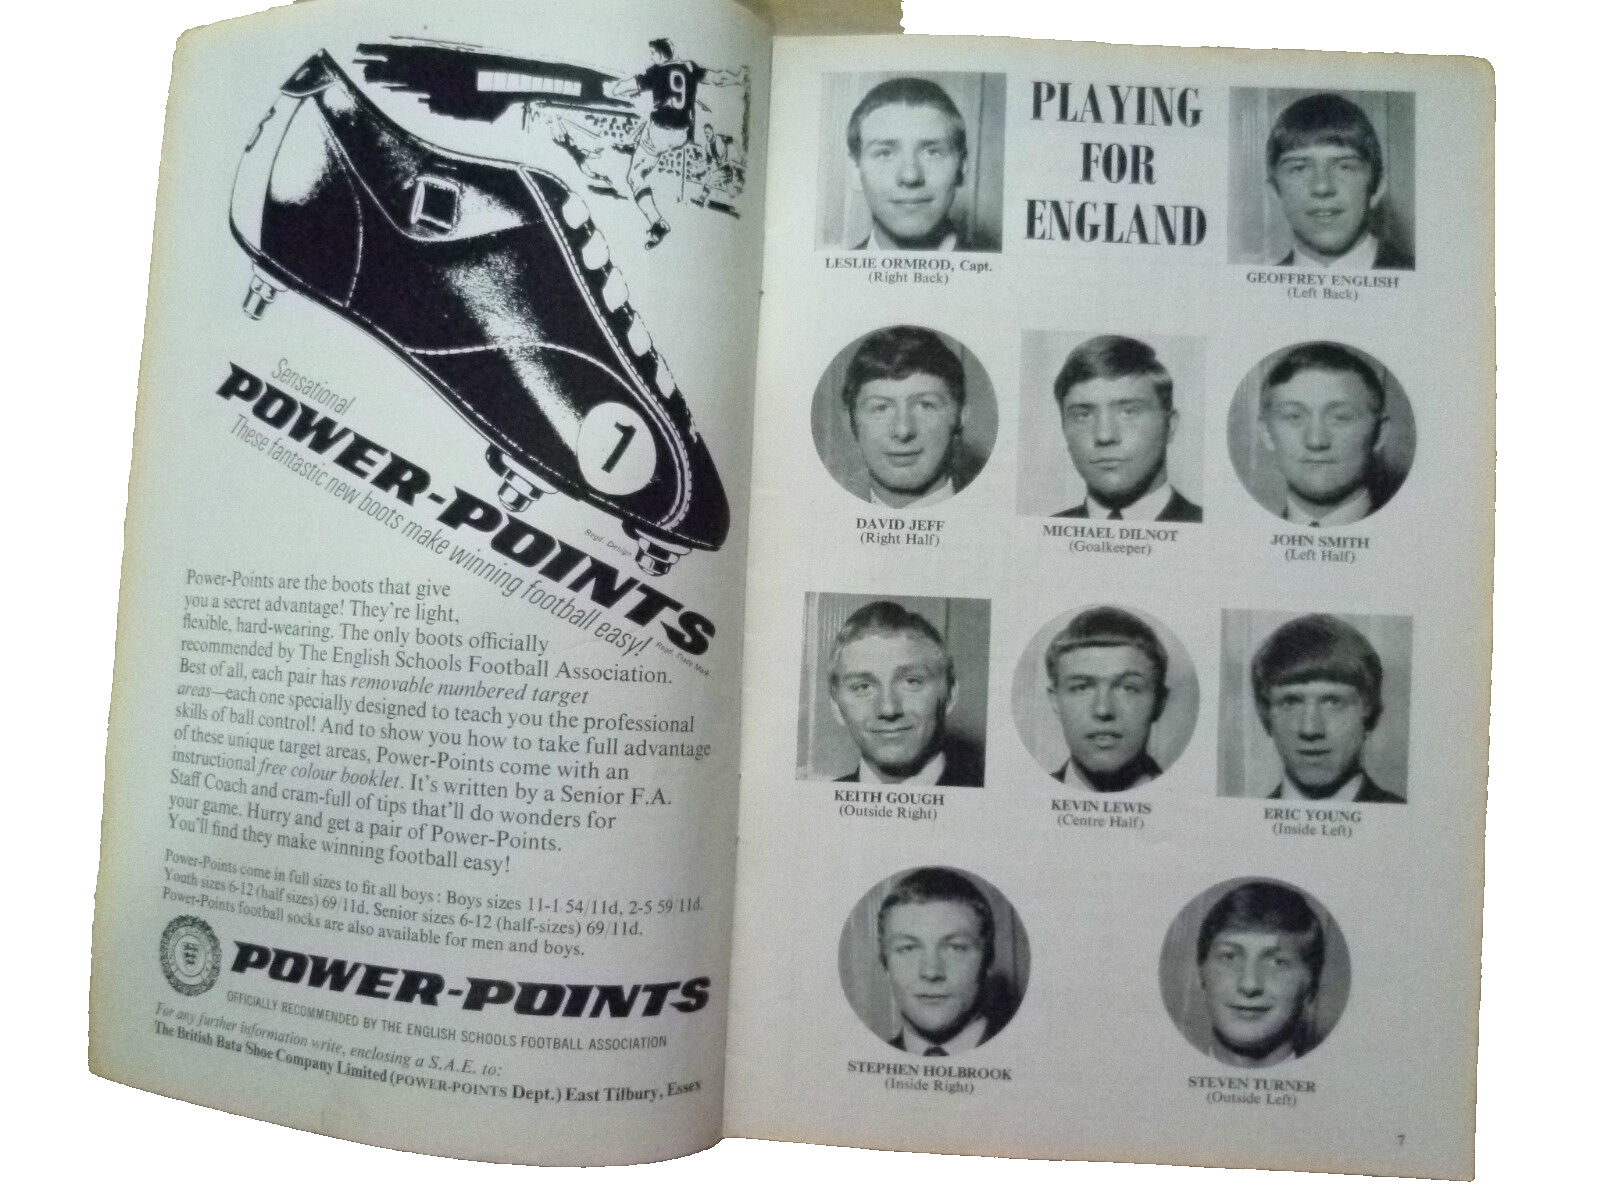 9
1
Sensational
POWER-POINTS
These fantastic new boots make winning football easy!
Regd. Design
Regd. Trade Mark
Power-Points are the boots that give
you a secret advantage! They're light,
flexible, hard-wearing. The only boots officially
recommended by The English Schools Football Association.
Best of all, each pair has removable numbered target
areas—each one specially designed to teach you the professional
skills of ball control! And to show you how to take full advantage
of these unique target areas, Power-Points come with an
instructional free colour booklet. It's written by a Senior F.A.
Staff Coach and cram-full of tips that'll do wonders for
your game. Hurry and get a pair of Power-Points.
You'll find they make winning football easy!
Power-Points come in full sizes to fit all boys : Boys sizes 11-1 54/11d, 2-5 59/11d.
Youth sizes 6-12 (half sizes) 69/11d. Senior sizes 6-12 (half-sizes) 69/11d.
Power-Points football socks are also available for men and boys.
POWER-POINTS
OFFICIALLY RECOMMENDED BY THE ENGLISH SCHOOLS FOOTBALL ASSOCIATION
For any further information write, enclosing a S.A.E. to:
The British Bata Shoe Company Limited (POWER-POINTS Dept.) East Tilbury, Essex
PLAYING
FOR
ENGLAND
LESLIE ORMROD, Capt.
(Right Back)
GEOFFREY ENGLISH
(Left Back)
DAVID JEFF
(Right Half)
MICHAEL DILNOT
(Goalkeeper)
JOHN SMITH
(Left Half)
KEITH GOUGH
(Outside Right)
KEVIN LEWIS
(Centre Half)
ERIC YOUNG
(Inside Left)
STEPHEN HOLBROOK
(Inside Right)
STEVEN TURNER
(Outside Left)
7